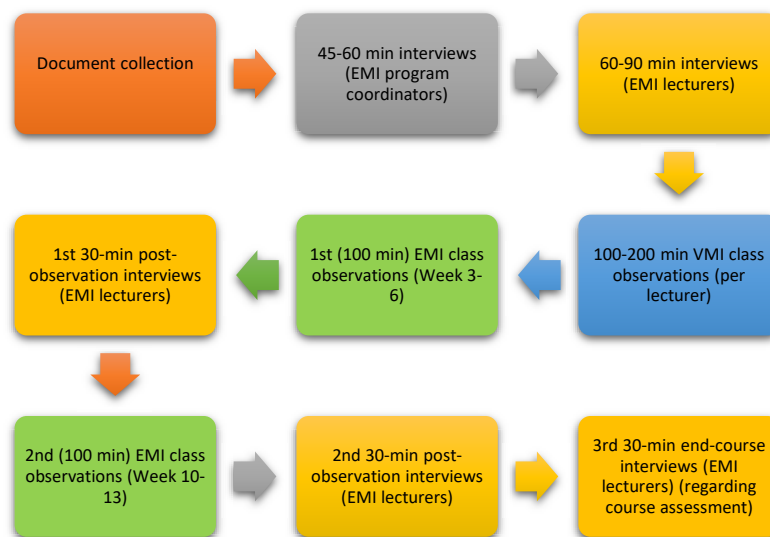 Document collection
45-60 min interviews
(EMI program
coordinators)
60-90 min interviews
(EMI lecturers)
100-200 min VMI class
observations (per
lecturer)
1st (100 min) EMI class
observations (Week 3-
6)
1st 30-min post-
observation interviews
(EMI lecturers)
2nd (100 min) EMI class
observations (Week 10-
13)
2nd 30-min post-
observation interviews
(EMI lecturers)
3rd 30-min end-course
interviews (EMI
lecturers) (regarding
course assessment)